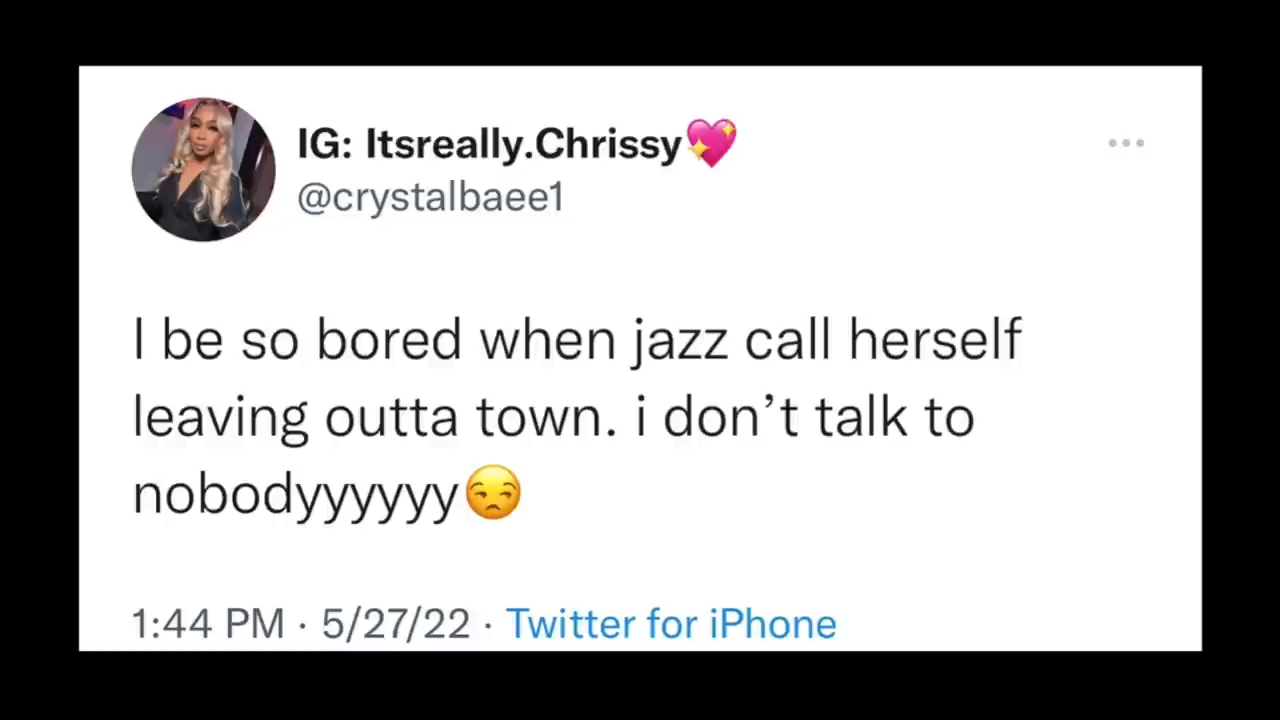 IG: Itsreally.Chrissy💖
@crystalbaee1
I be so bored when jazz call herself
leaving outta town. i don’t talk to
nobodyyyyyy😒
1:44 PM · 5/27/22 · Twitter for iPhone